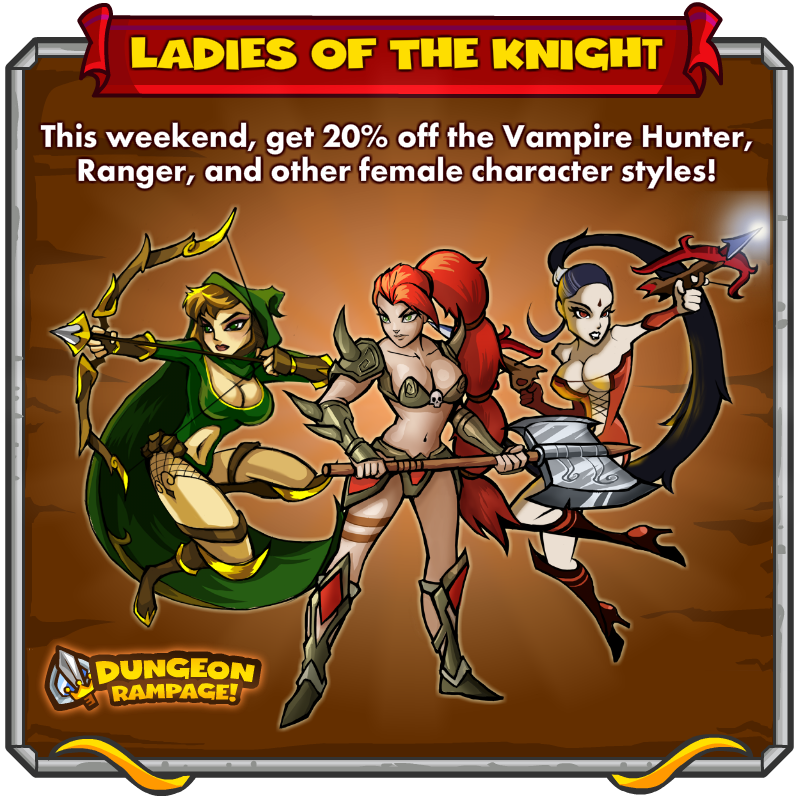 LADIES OF THE KNIGHT
This weekend, get 20% off the Vampire Hunter,
Ranger, and other female character styles!
DUNGEON
RAMPAGE!